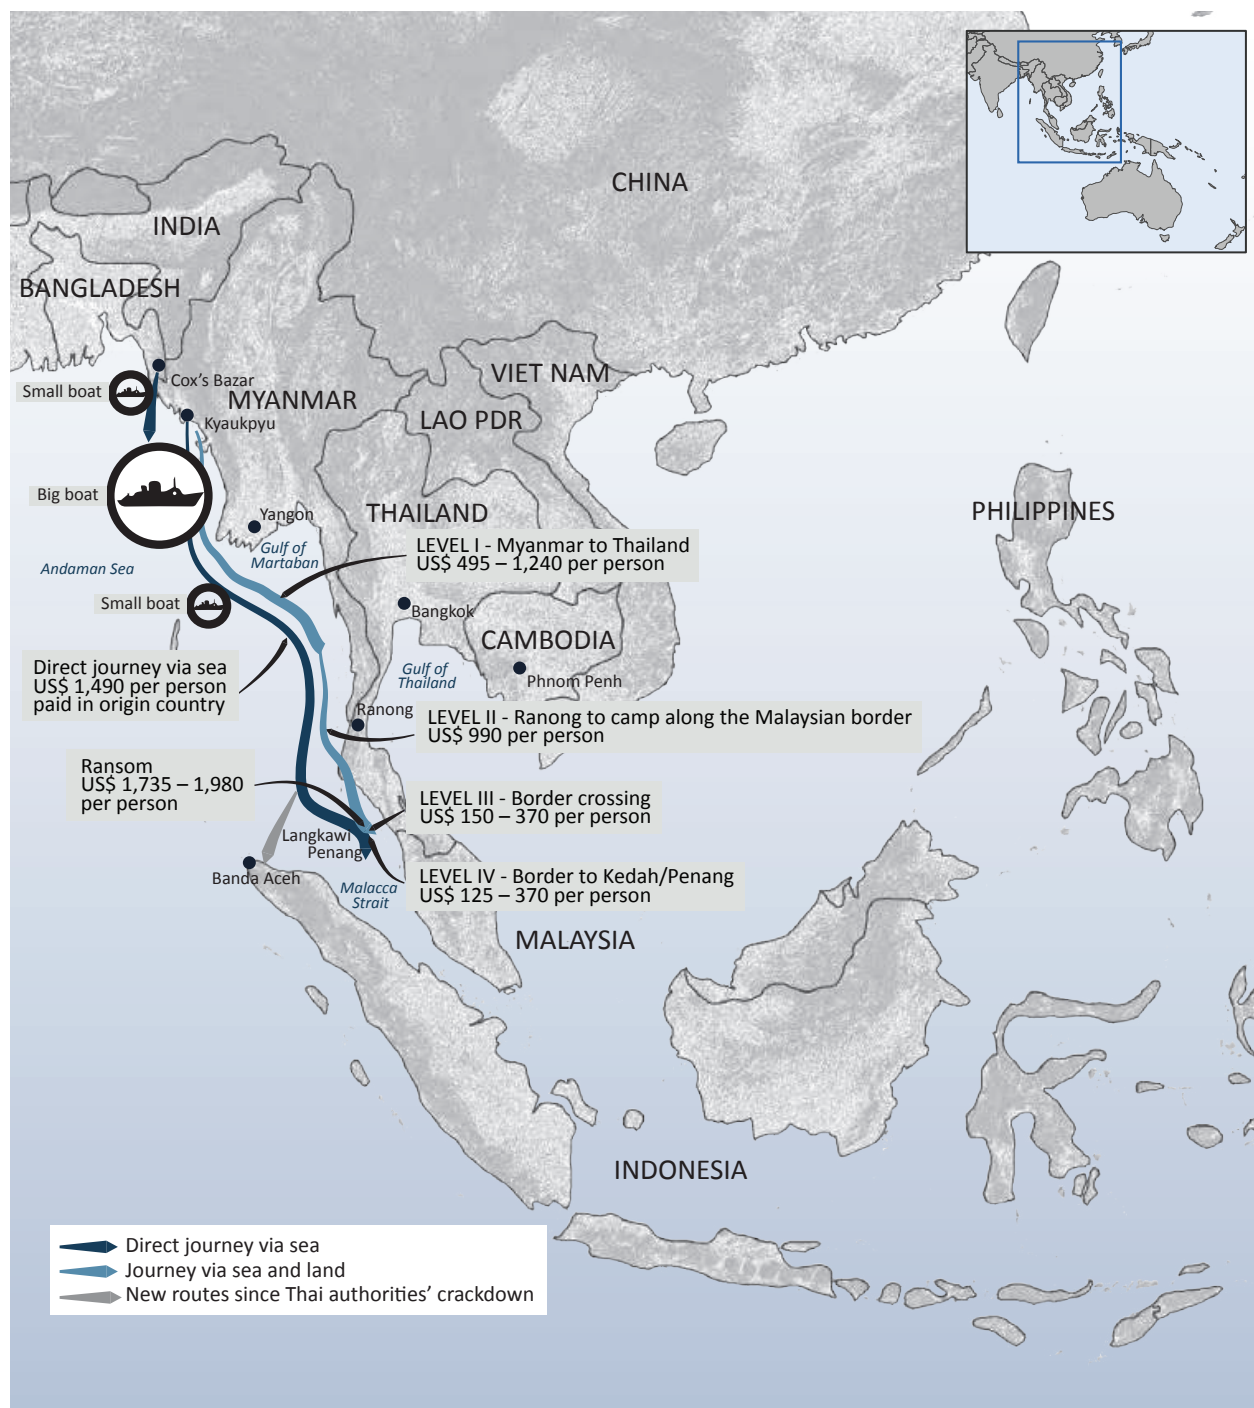 CHINA
INDIA
BANGLADESH
Cox’s Bazar
Small boat
MYANMAR
Kyaukpyu
VIET NAM
LAO PDR
Big boat
Yangon
THAILAND
PHILIPPINES
Gulf of
Martaban
LEVEL I - Myanmar to Thailand
US$ 495 – 1,240 per person
Andaman Sea
Small boat
Bangkok
CAMBODIA
Direct journey via sea
US$ 1,490 per person
paid in origin country
Gulf of
Thailand
Phnom Penh
Ranong
LEVEL II - Ranong to camp along the Malaysian border
US$ 990 per person
Ransom
US$ 1,735 – 1,980
per person
LEVEL III - Border crossing
US$ 150 – 370 per person
Langkawi
Penang
Banda Aceh
Malacca
Strait
LEVEL IV - Border to Kedah/Penang
US$ 125 – 370 per person
MALAYSIA
INDONESIA
Direct journey via sea
Journey via sea and land
New routes since Thai authorities’ crackdown